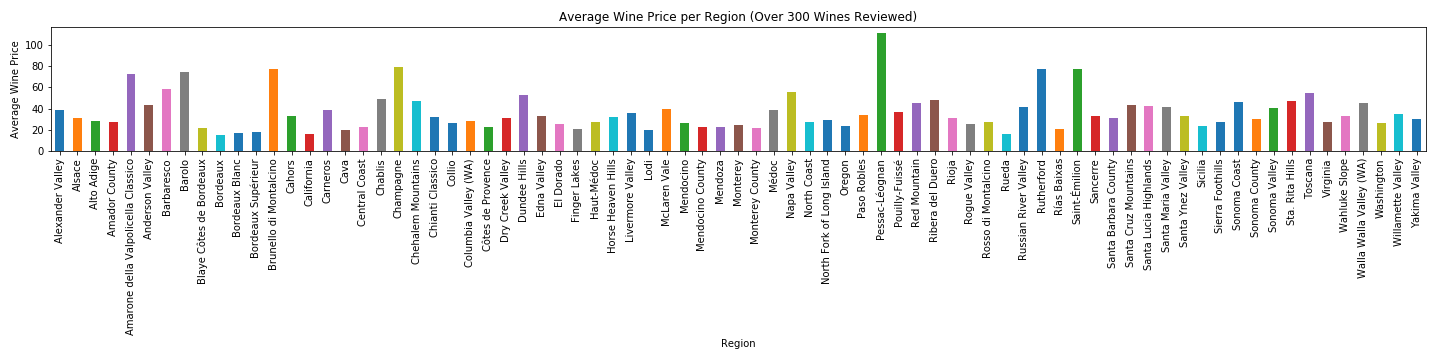 Average Wine Price per Region (Over 300 Wines Reviewed)
Average Wine Price
100
80
60
40
20
0
Alexander Valley
Alsace
Alto Adige
Amador County
Amarone della Valpolicella Classico
Anderson Valley
Barbaresco
Barolo
Blaye Côtes de Bordeaux
Bordeaux
Bordeaux Blanc
Bordeaux Supérieur
Brunello di Montalcino
Cahors
California
Carneros
Cava
Central Coast
Chablis
Champagne
Chehalem Mountains
Chianti Classico
Collio
Columbia Valley (WA)
Côtes de Provence
Dry Creek Valley
Dundee Hills
Edna Valley
El Dorado
Finger Lakes
Haut-Médoc
Horse Heaven Hills
Livermore Valley
Lodi
McLaren Vale
Mendocino
Mendocino County
Mendoza
Monterey
Monterey County
Médoc
Napa Valley
North Coast
North Fork of Long Island
Oregon
Paso Robles
Pessac-Léognan
Pouilly-Fuissé
Red Mountain
Ribera del Duero
Rioja
Rogue Valley
Rosso di Montalcino
Rueda
Russian River Valley
Rutherford
Rías Baixas
Saint-Émilion
Sancerre
Santa Barbara County
Santa Cruz Mountains
Santa Lucia Highlands
Santa Maria Valley
Santa Ynez Valley
Sicilia
Sierra Foothills
Sonoma Coast
Sonoma County
Sonoma Valley
Sta. Rita Hills
Toscana
Virginia
Wahluke Slope
Walla Walla Valley (WA)
Washington
Willamette Valley
Yakima Valley
Region